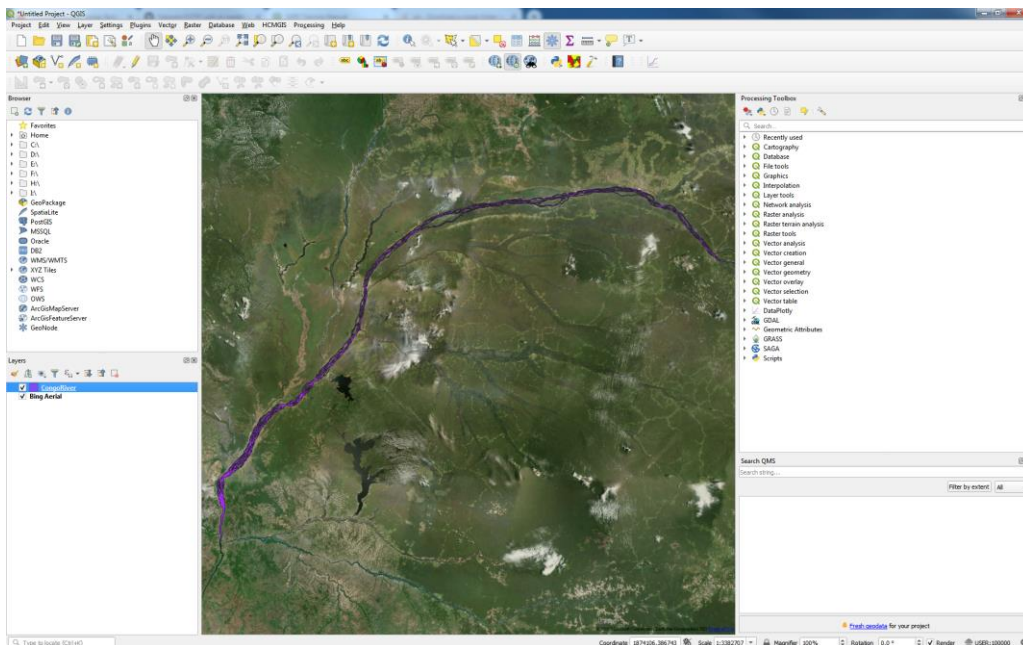 *Untitled Project - QGIS
Project Edit View Layer Settings Plugins Vector Raster Database Web HCMGIS Processing Help
Browser
Favorites
Home
C:\
D:\
E:\
F:\
H:\
I:\
GeoPackage
SpatiaLite
PostGIS
MSSQL
Oracle
DB2
WMS/WMTS
XYZ Tiles
WCS
WFS
OWS
ArcGisMapServer
ArcGisFeatureServer
GeoNode
Layers
CongoRiver
Bing Aerial
Processing Toolbox
Search...
Recently used
Cartography
Database
File tools
Graphics
Interpolation
Layer tools
Network analysis
Raster analysis
Raster terrain analysis
Raster tools
Vector analysis
Vector creation
Vector general
Vector geometry
Vector overlay
Vector selection
Vector table
DataPlotly
GDAL
Geometric Attributes
GRASS
SAGA
Scripts
Search QMS
Search string...
Filter by extent All
Fresh geodata for your project
Type to locate (Ctrl+K) Coordinate 1874106.386743 Scale 1:3382707 Magnifier 100% Rotation 0.0 ° Render USER:100000